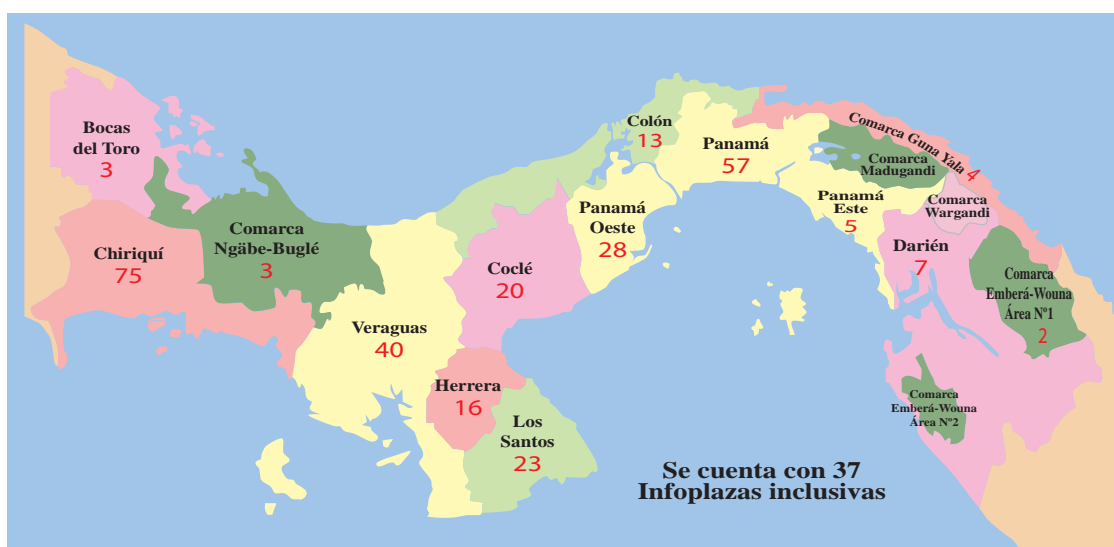 Bocas
del Toro
3
Chiriquí
75
Comarca
Ngäbe-Buglé
3
Veraguas
40
Herrera
16
Los
Santos
23
Coclé
20
Colón
13
Panamá
Oeste
28
Panamá
57
Comarca Guna Yala 4
Comarca
Madugandi
Panamá
Este
5
Comarca
Wargandi
Darién
7
Comarca
Emberá-Wouna
Área Nº1
2
Comarca
Emberá-Wouna
Área Nº2
Se cuenta con 37
Infoplazas inclusivas